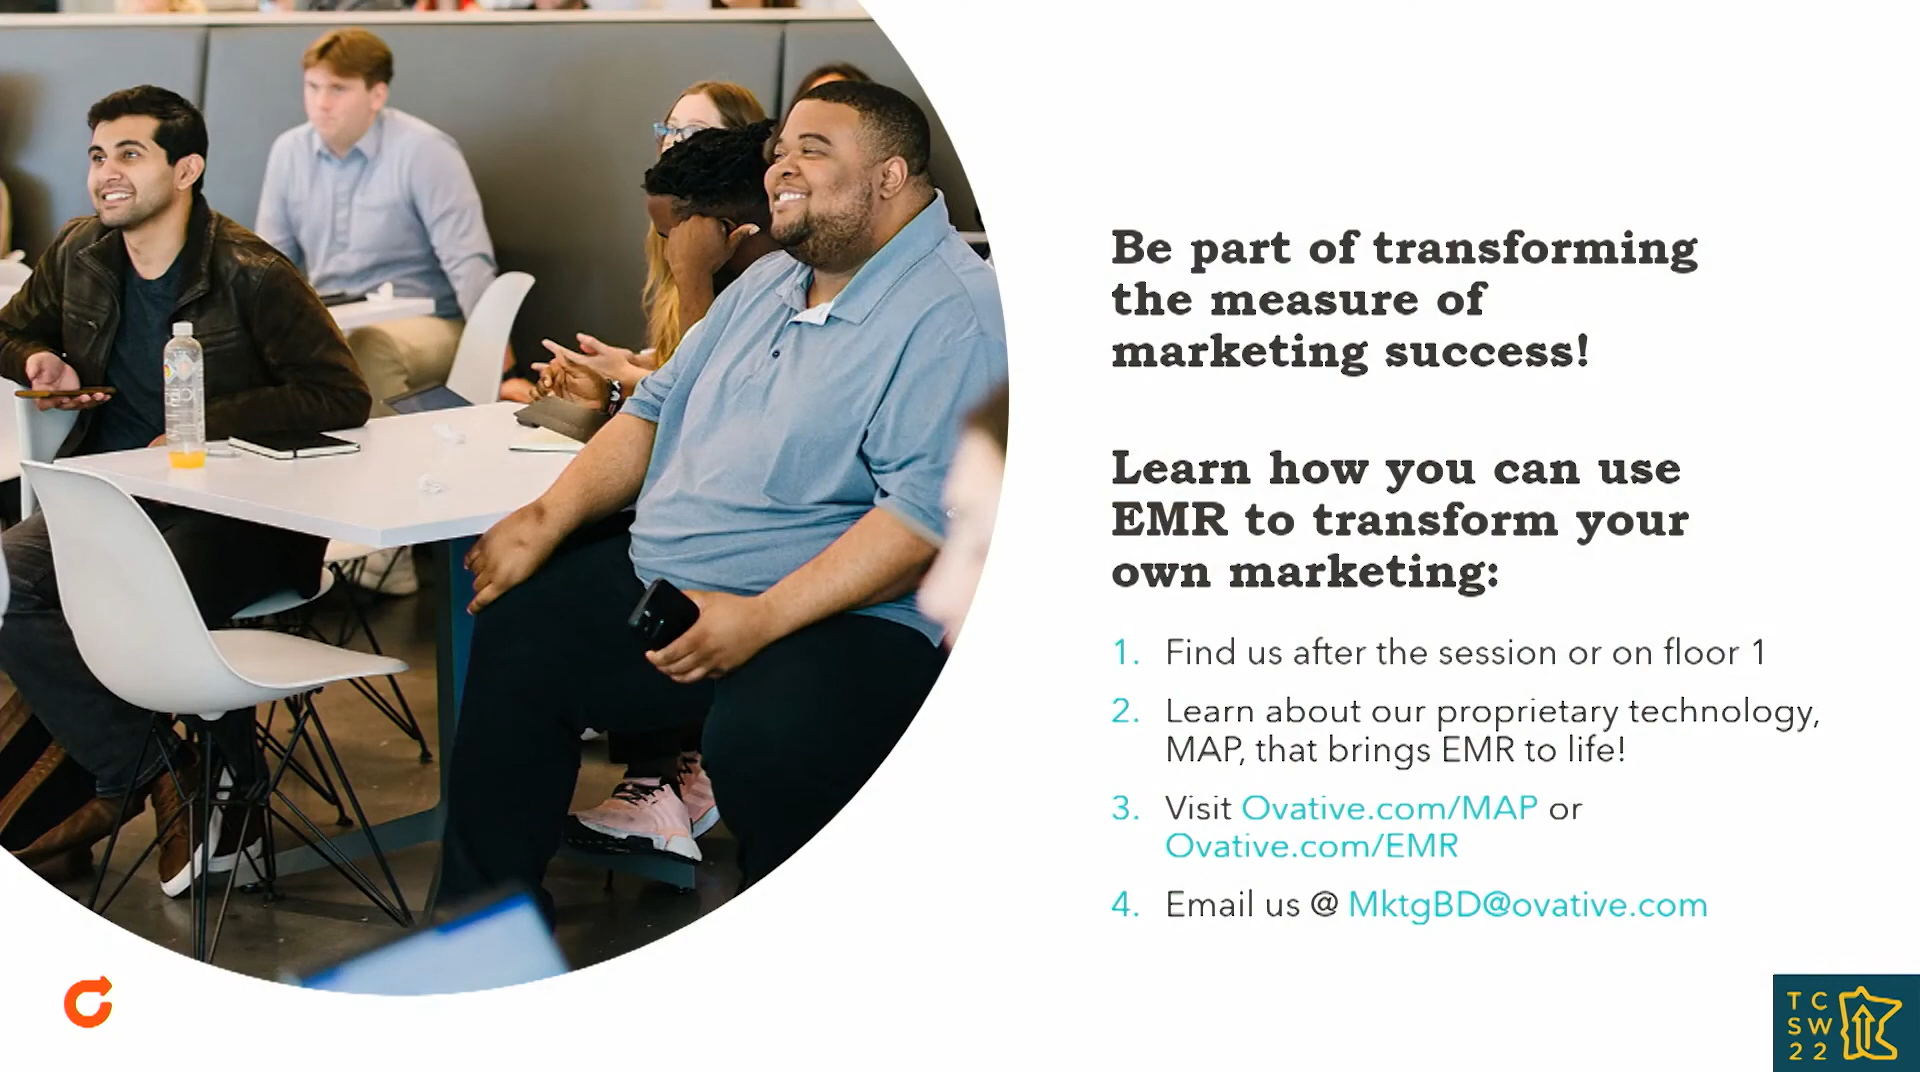 Be part of transforming
the measure of
marketing success!
Learn how you can use
EMR to transform your
own marketing:
1. Find us after the session or on floor 1
2. Learn about our proprietary technology,
MAP, that brings EMR to life!
3. Visit Ovative.com/MAP or
Ovative.com/EMR
4. Email us @ MktgBD@ovative.com
TC
SW
22